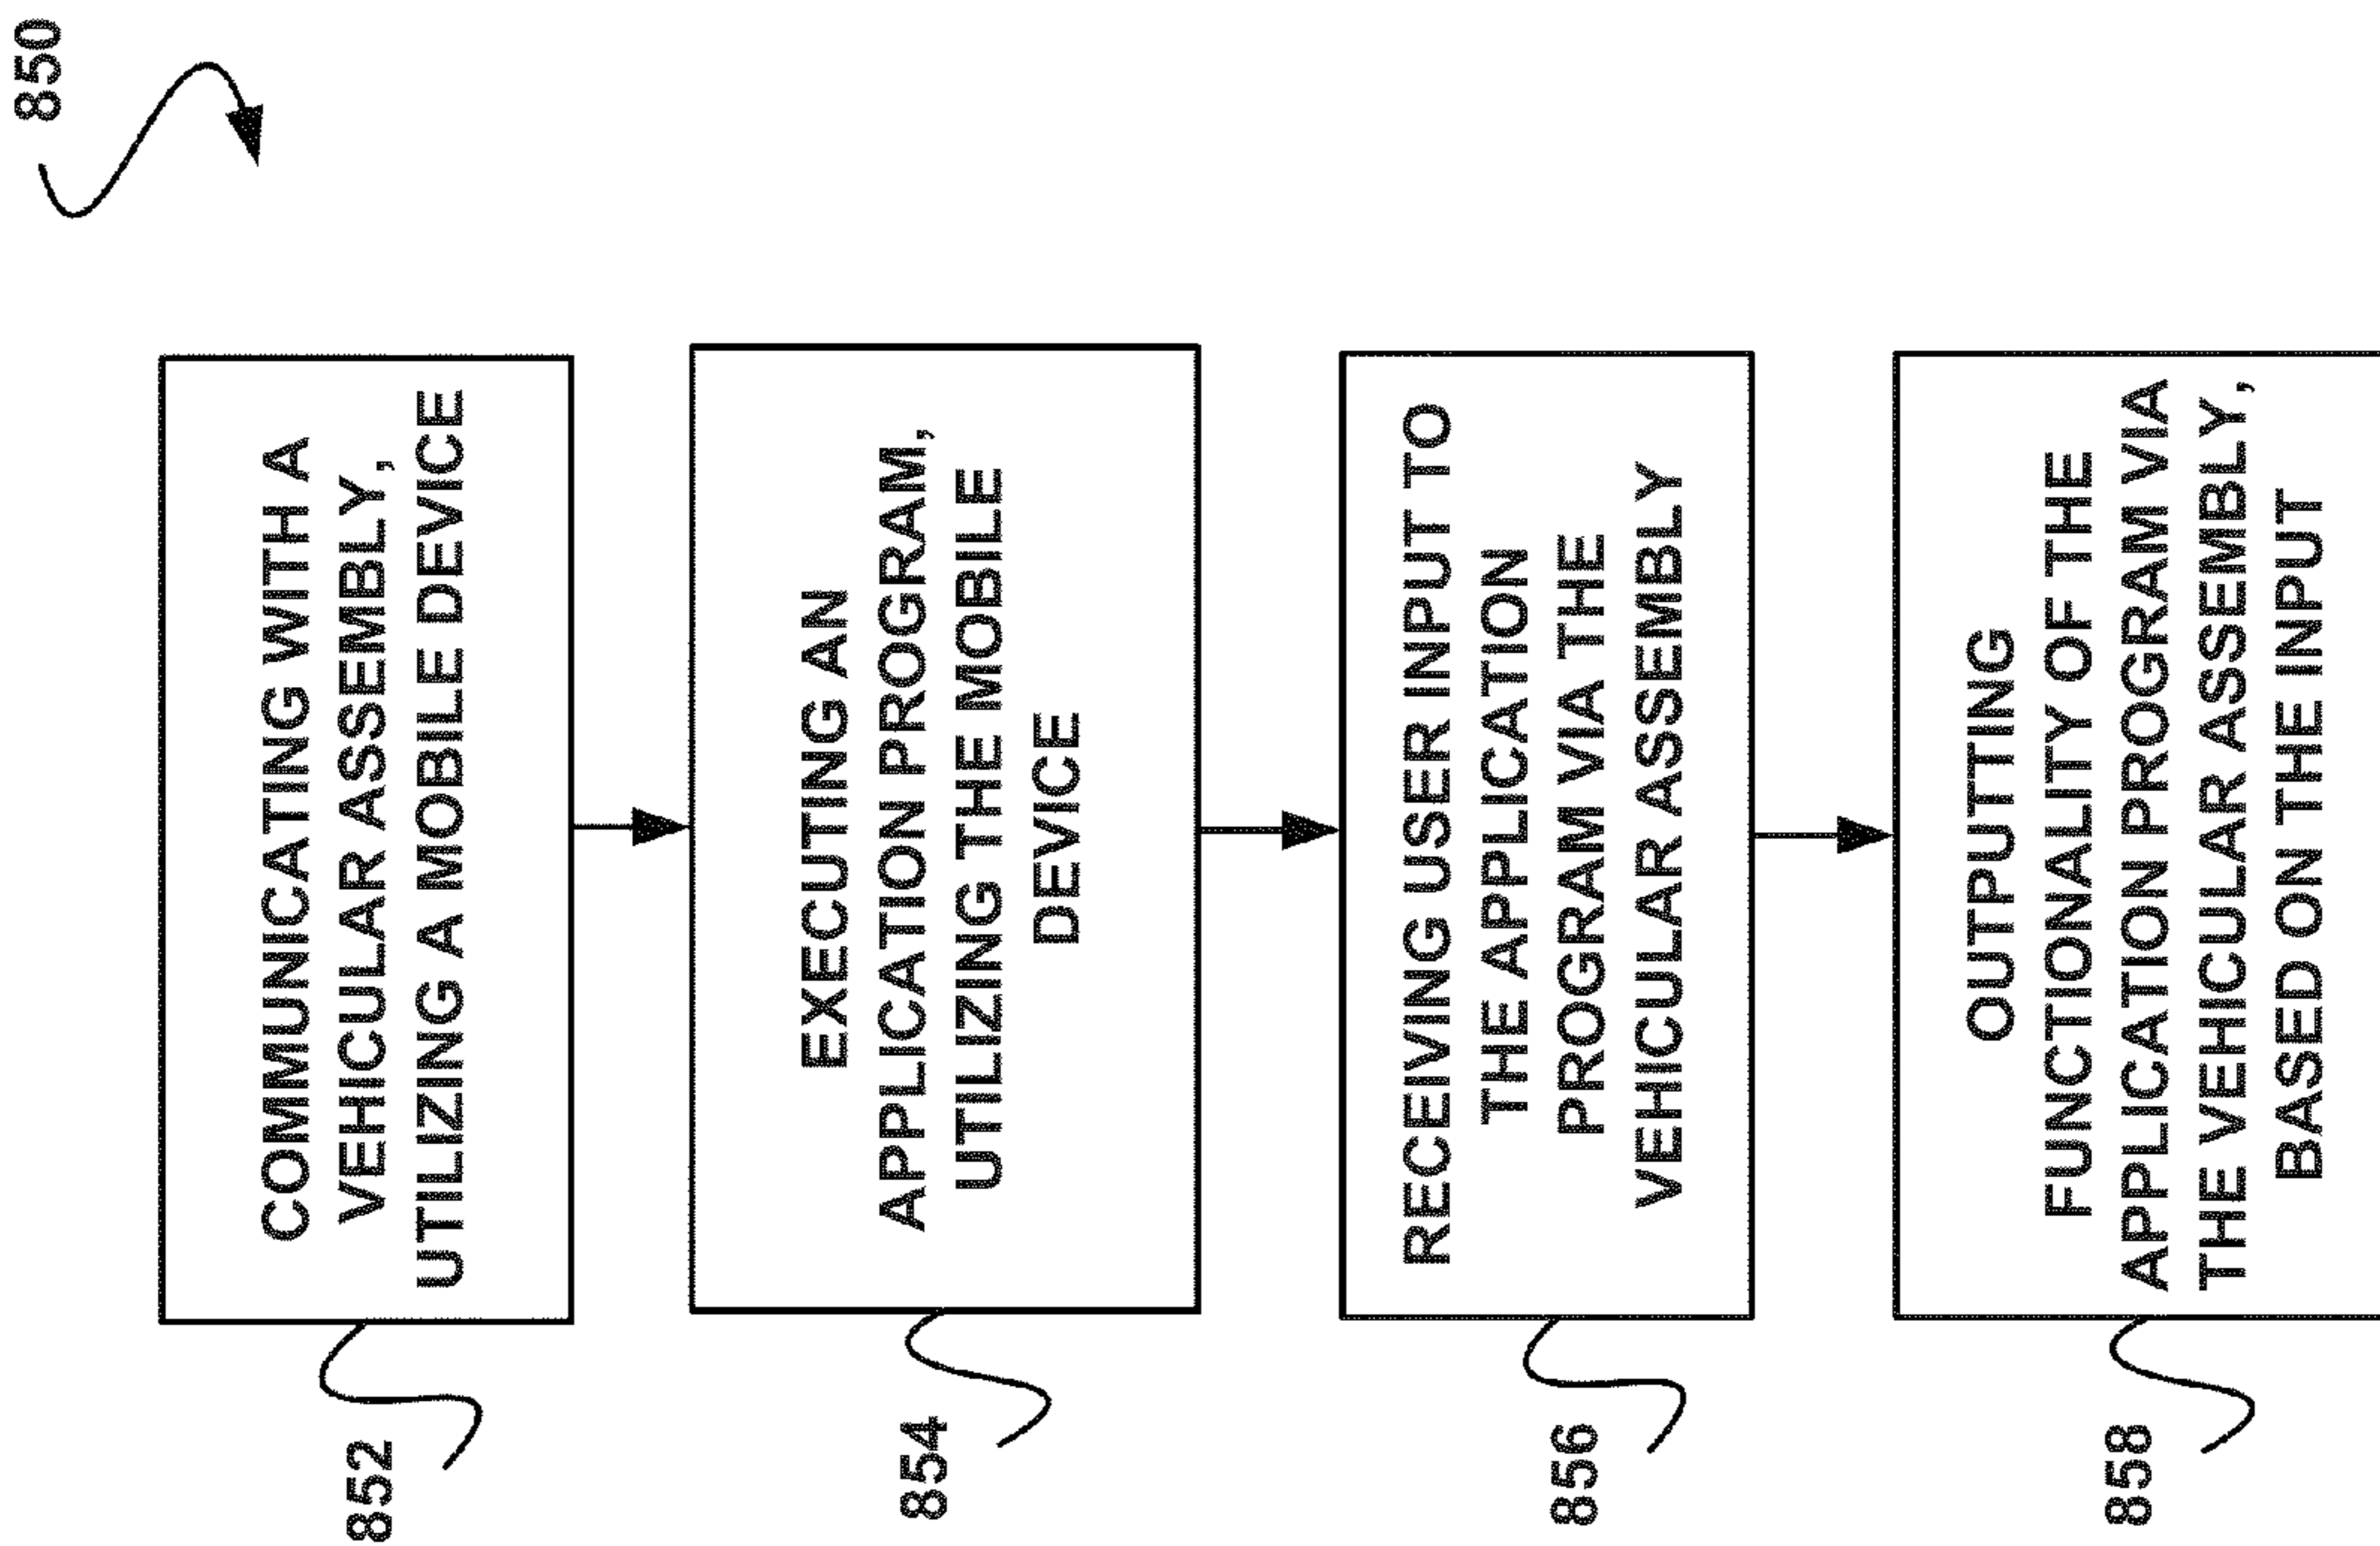 850
852
COMMUNICATING WITH A
VEHICULAR ASSEMBLY,
UTILIZING A MOBILE DEVICE
854
EXECUTING AN
APPLICATION PROGRAM,
UTILIZING THE MOBILE
DEVICE
856
RECEIVING USER INPUT TO
THE APPLICATION
PROGRAM VIA THE
VEHICULAR ASSEMBLY
858
OUTPUTTING
FUNCTIONALITY OF THE
APPLICATION PROGRAM VIA
THE VEHICULAR ASSEMBLY,
BASED ON THE INPUT